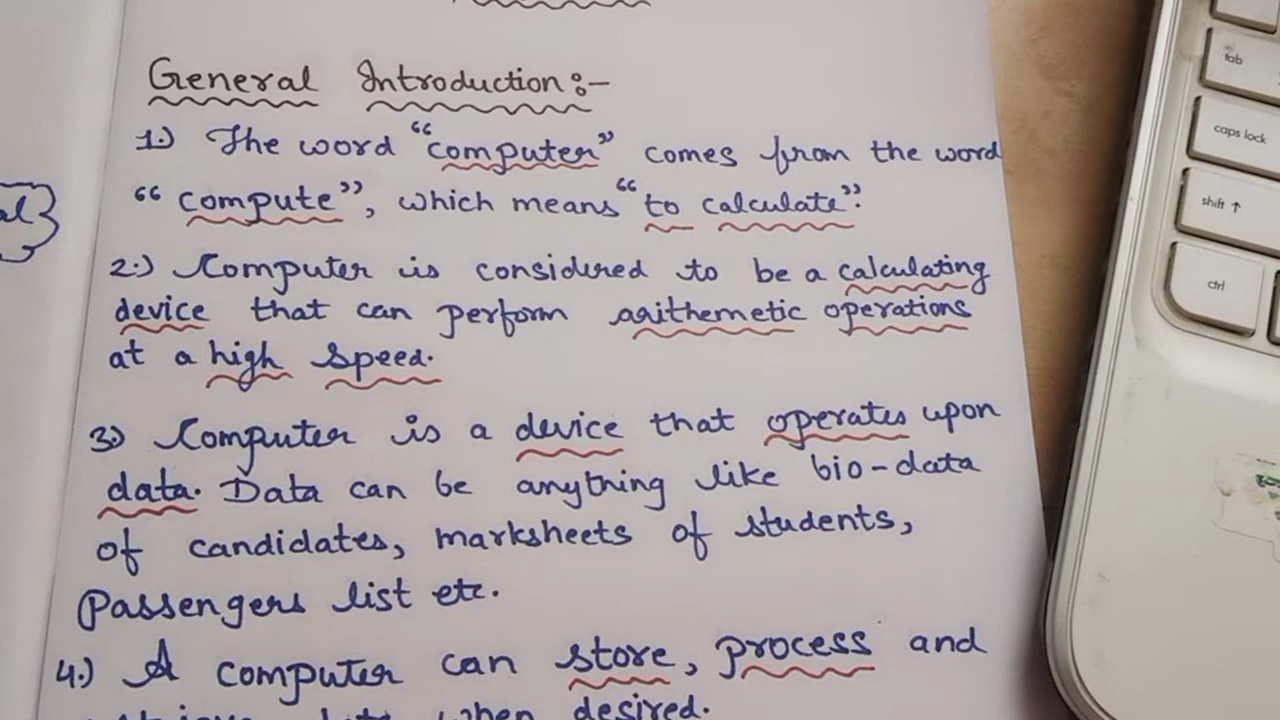 General Introduction:-
1.) The word "computer" comes from the word
"compute", which means "to calculate".
2.) Computer is considered to be a calculating
device that can perform arithemetic operations
at a high speed.
3.) Computer is a device that operates upon
data. Data can be anything like bio-data
of candidates, marksheets of students,
Passengers list etc.
4.) A computer can store, process and
when desired.
al
tab
caps lock
shift ↑
ctrl